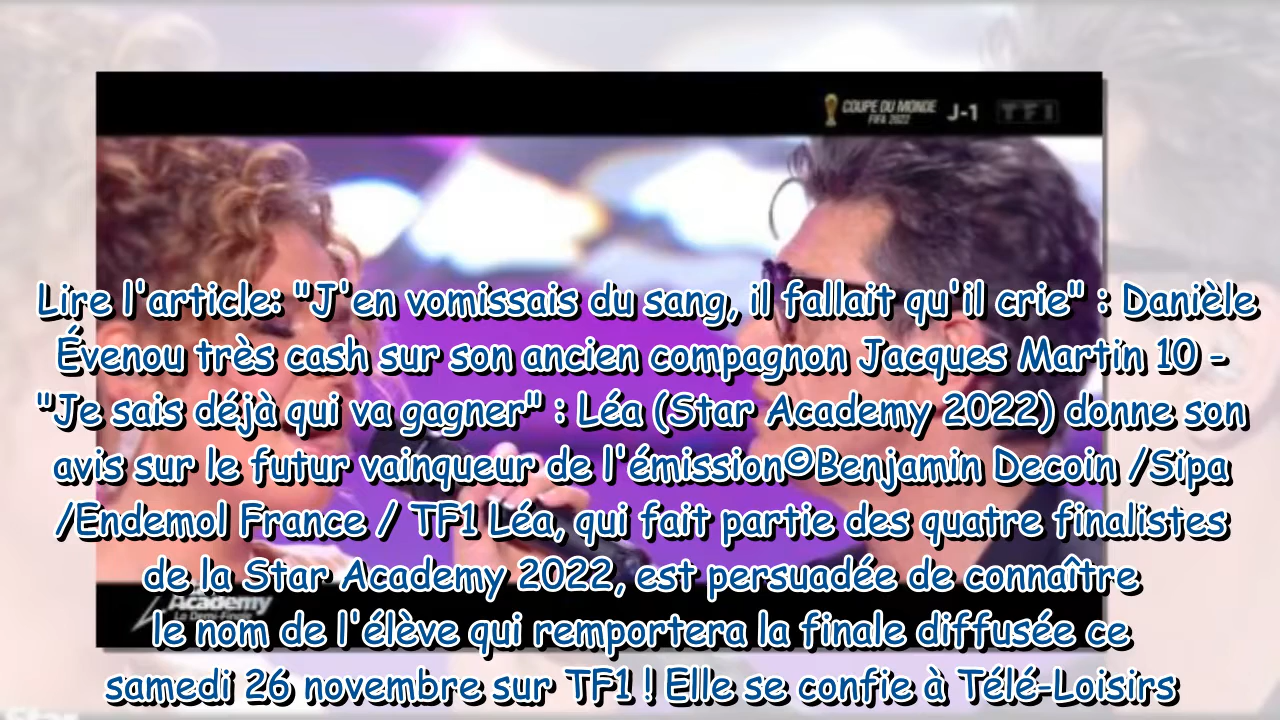 COUPE DU MONDE
FIFA 2022
J-1
TF1
Lire l'article: "J'en vomissais du sang, il fallait qu'il crie" : Danièle
Évenou très cash sur son ancien compagnon Jacques Martin 10 -
"Je sais déjà qui va gagner" : Léa (Star Academy 2022) donne son
avis sur le futur vainqueur de l'émission©Benjamin Decoin /Sipa
/Endemol France / TF1 Léa, qui fait partie des quatre finalistes
de la Star Academy 2022, est persuadée de connaître
Academy
La Demi-Finale
le nom de l'élève qui remportera la finale diffusée ce
samedi 26 novembre sur TF1 ! Elle se confie à Télé-Loisirs